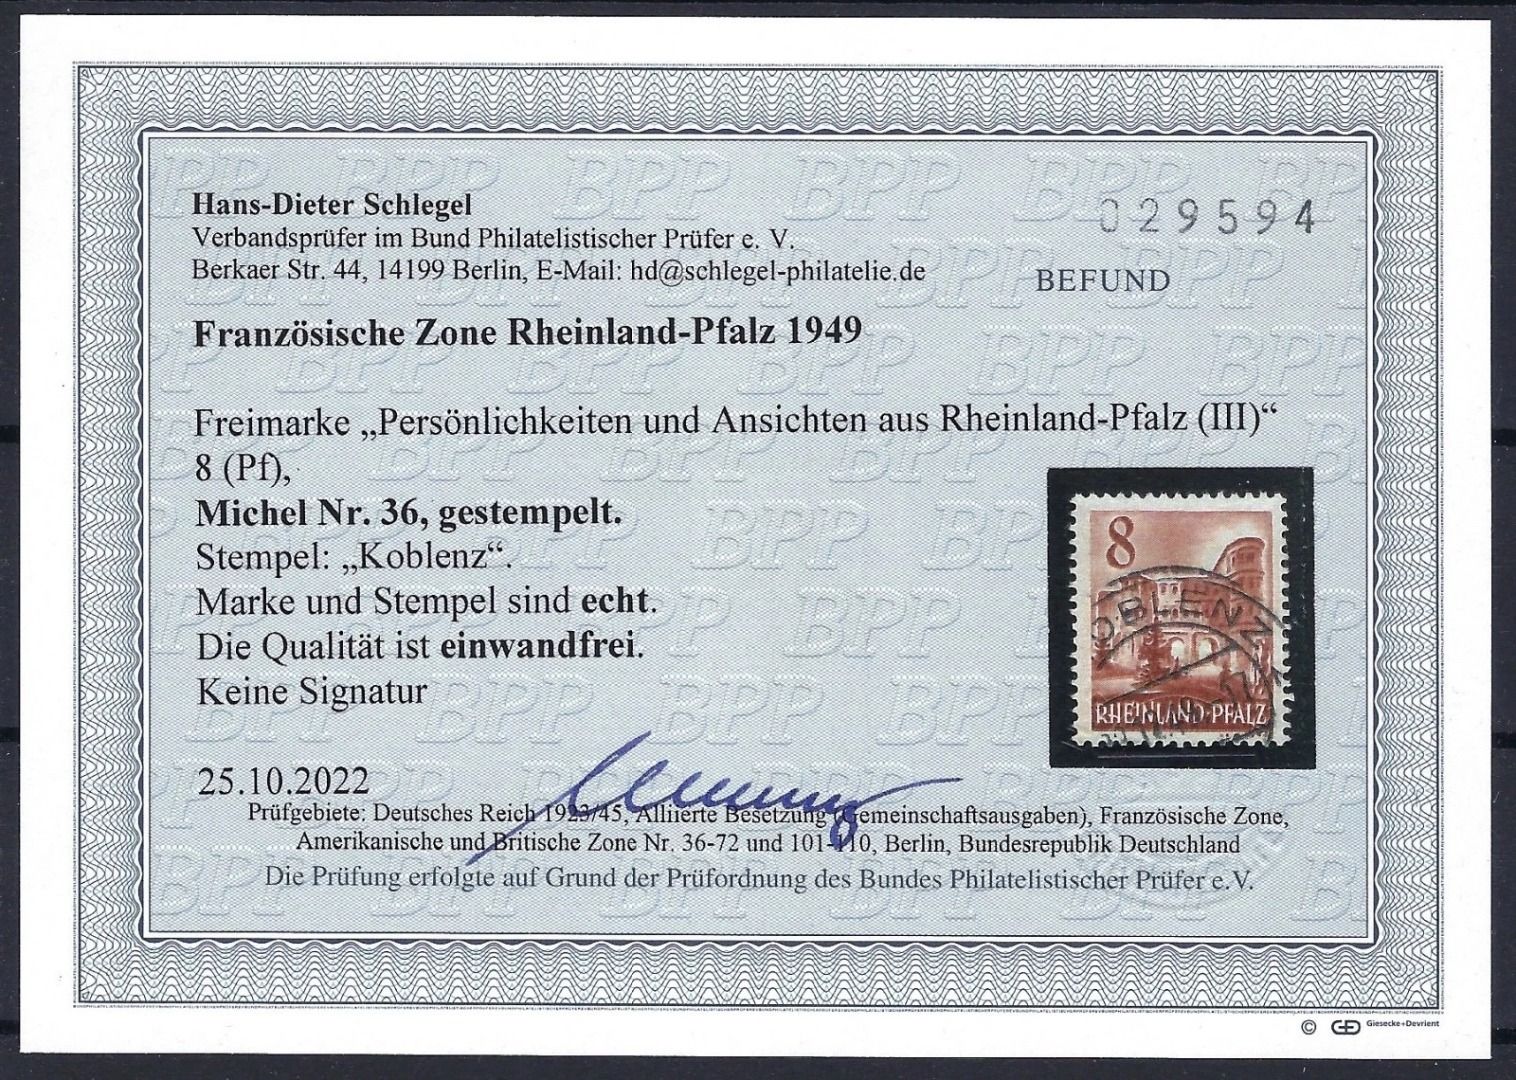 Hans-Dieter Schlegel
Verbandsprüfer im Bund Philatelistischer Prüfer e. V.
Berkaer Str. 44, 14199 Berlin, E-Mail: hd@schlegel-philatelie.de
029594
BEFUND
Französische Zone Rheinland-Pfalz 1949
Freimarke „Persönlichkeiten und Ansichten aus Rheinland-Pfalz (III)“
8 (Pf),
Michel Nr. 36, gestempelt.
Stempel: „Koblenz“.
Marke und Stempel sind echt.
Die Qualität ist einwandfrei.
Keine Signatur
8
OBLENZ
RHEINLAND-PFALZ
25.10.2022
Prüfgebiete: Deutsches Reich 1923/45, Alliierte Besetzung (Gemeinschaftsausgaben), Französische Zone,
Amerikanische und Britische Zone Nr. 36-72 und 101-110, Berlin, Bundesrepublik Deutschland
Die Prüfung erfolgte auf Grund der Prüfordnung des Bundes Philatelistischer Prüfer e.V.
© GD Giesecke+Devrient